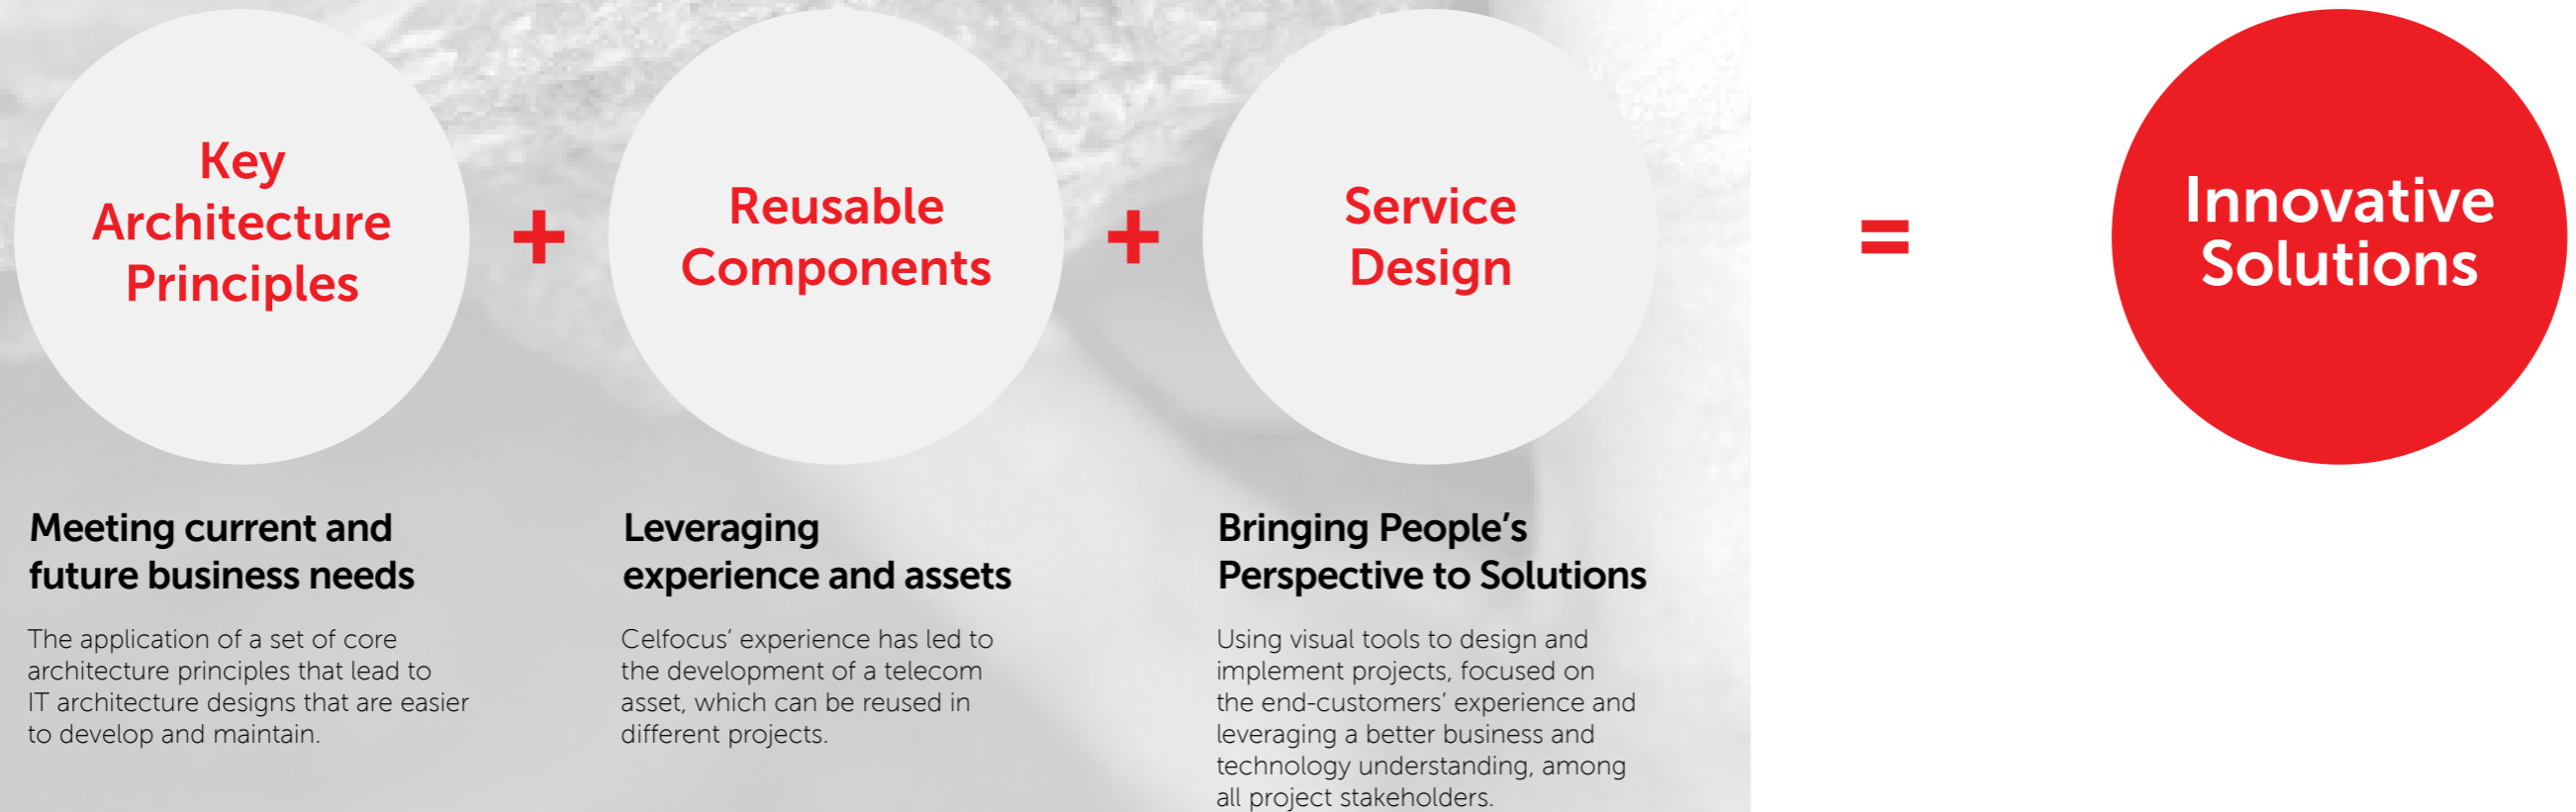 Key
Architecture
Principles
+
Reusable
Components
+
Service
Design
=
Innovative
Solutions
Meeting current and
future business needs
The application of a set of core
architecture principles that lead to
IT architecture designs that are easier
to develop and maintain.
Leveraging
experience and assets
Celfocus’ experience has led to
the development of a telecom
asset, which can be reused in
different projects.
Bringing People’s
Perspective to Solutions
Using visual tools to design and
implement projects, focused on
the end-customers’ experience and
leveraging a better business and
technology understanding, among
all project stakeholders.